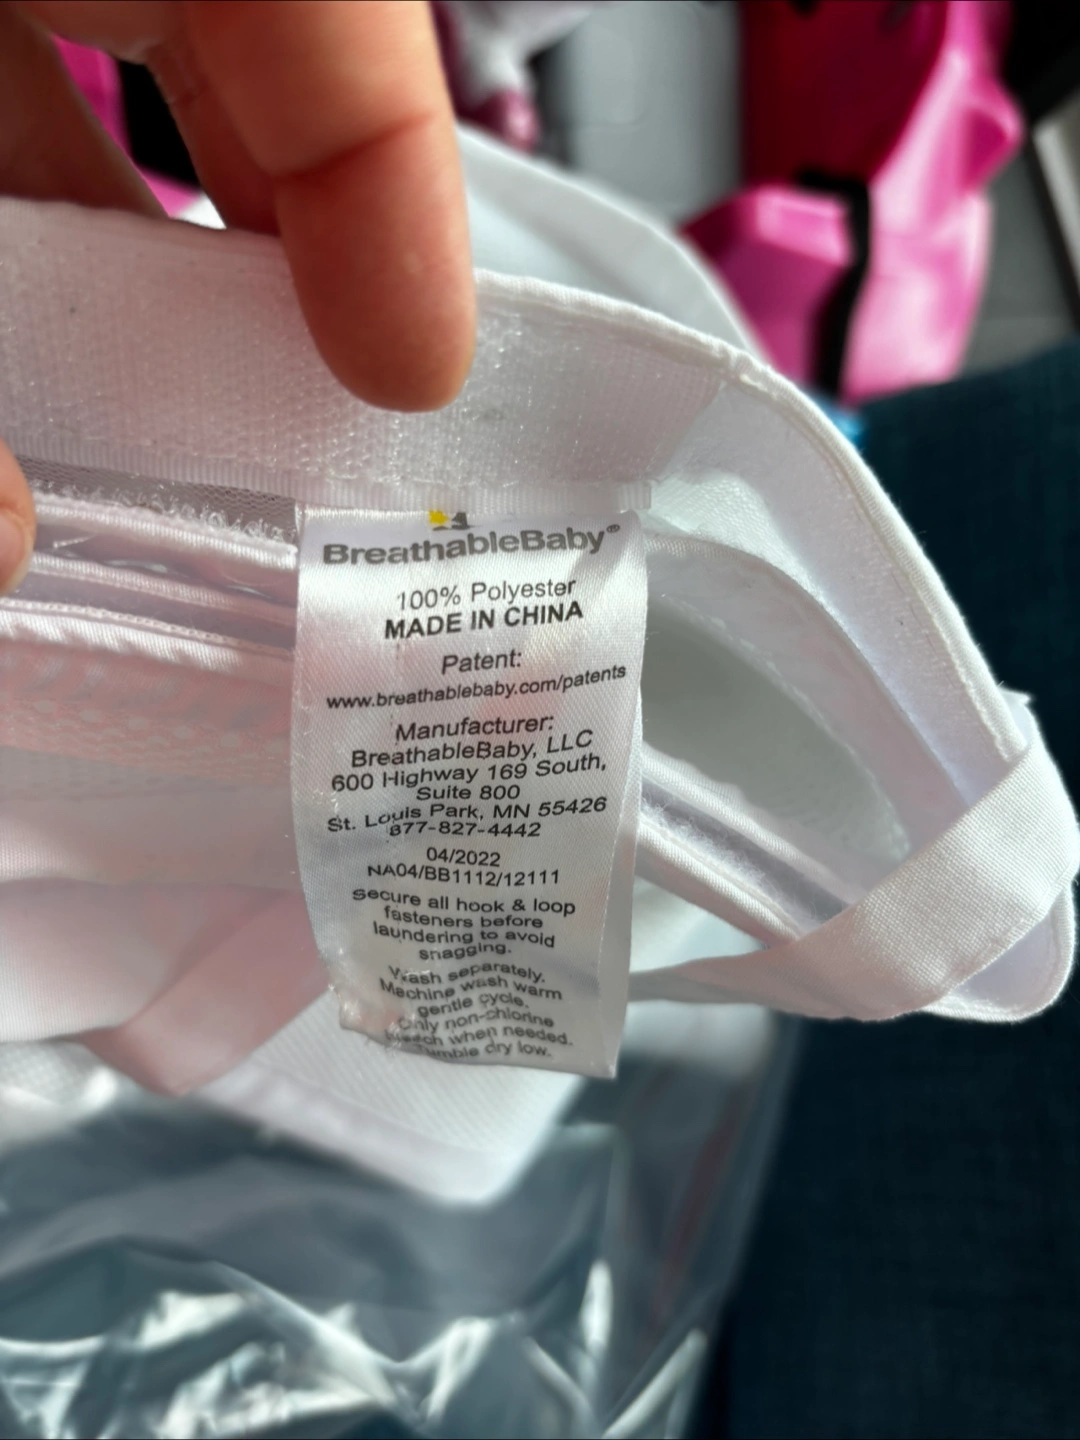 BreathableBaby®
100% Polyester
MADE IN CHINA
Patent:
www.breathablebaby.com/patents
Manufacturer:
BreathableBaby, LLC
600 Highway 169 South,
Suite 800
St. Louis Park, MN 55426
877-827-4442
04/2022
NA04/BB1112/12111
Secure all hook & loop
fasteners before
laundering to avoid
snagging.
Wash separately.
Machine wash warm
gentle cycle.
Only non-chlorine
bleach when needed.
Tumble dry low.